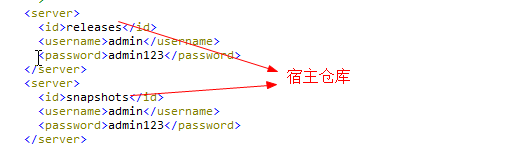 <server>
<id>releases</id>
<username>admin</username>
<password>admin123</password>
</server>
<server>
<id>snapshots</id>
<username>admin</username>
<password>admin123</password>
</server>
宿主仓库